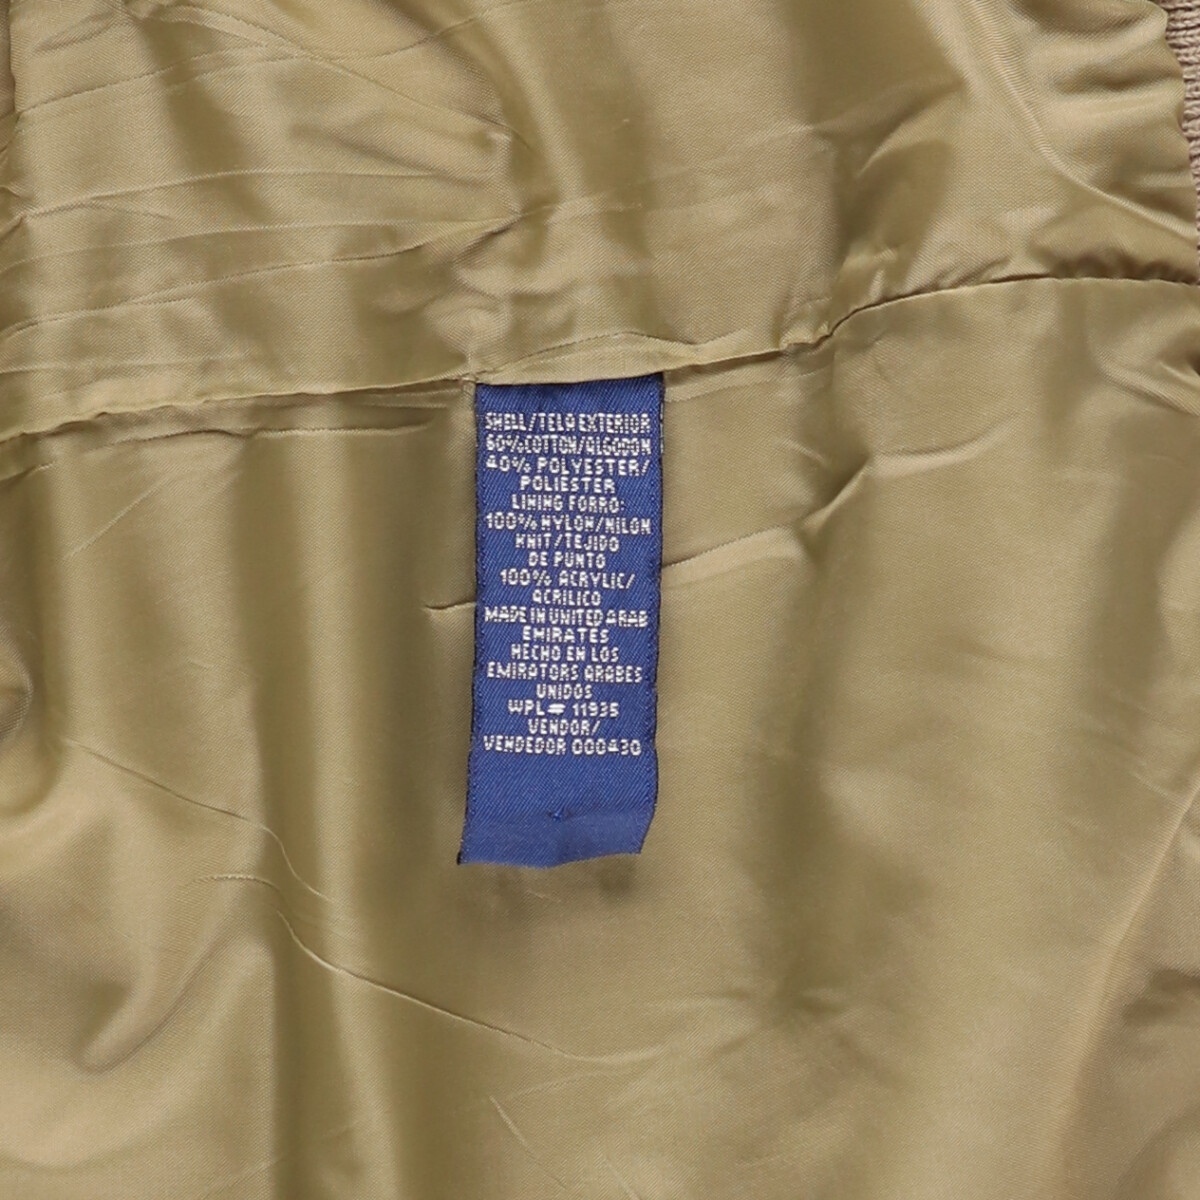 SHELL/TELA EXTERIOR
60%COTTON/ALGODON
40% POLYESTER/
POLIESTER
LINING FORRO:
100% NYLON/NILON
KNIT/TEJIDO
DE PUNTO
100% ACRYLIC/
ACRILICO
MADE IN UNITED ARAB
EMIRATES
HECHO EN LOS
EMIRATORS ARABES
UNIDOS
WPL# 11935
VENDOR/
VENDEDOR 000430